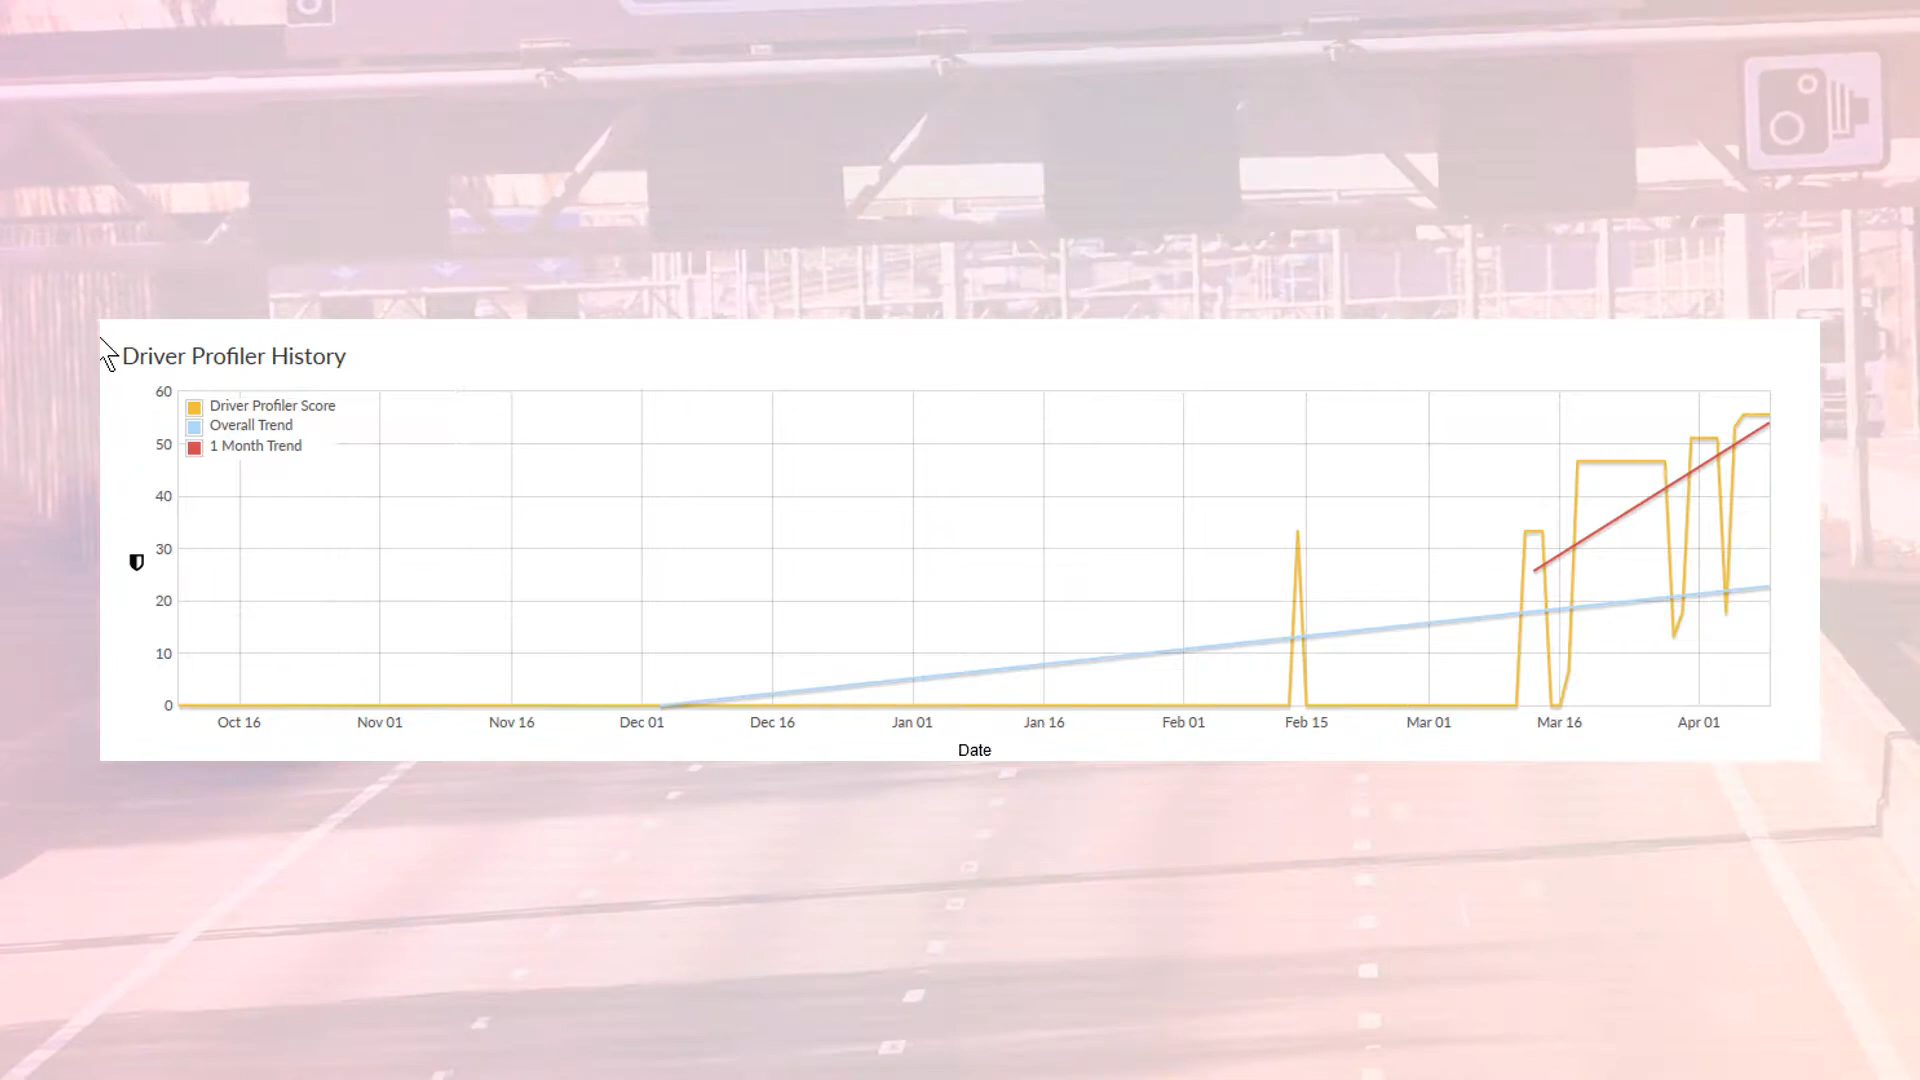 Driver Profiler History
60
Driver Profiler Score
Overall Trend
50
1 Month Trend
40
30
20
10
0
Oct 16 Nov 01 Nov 16 Dec 01 Dec 16 Jan 01 Jan 16 Feb 01 Feb 15 Mar 01 Mar 16 Apr 01
Date